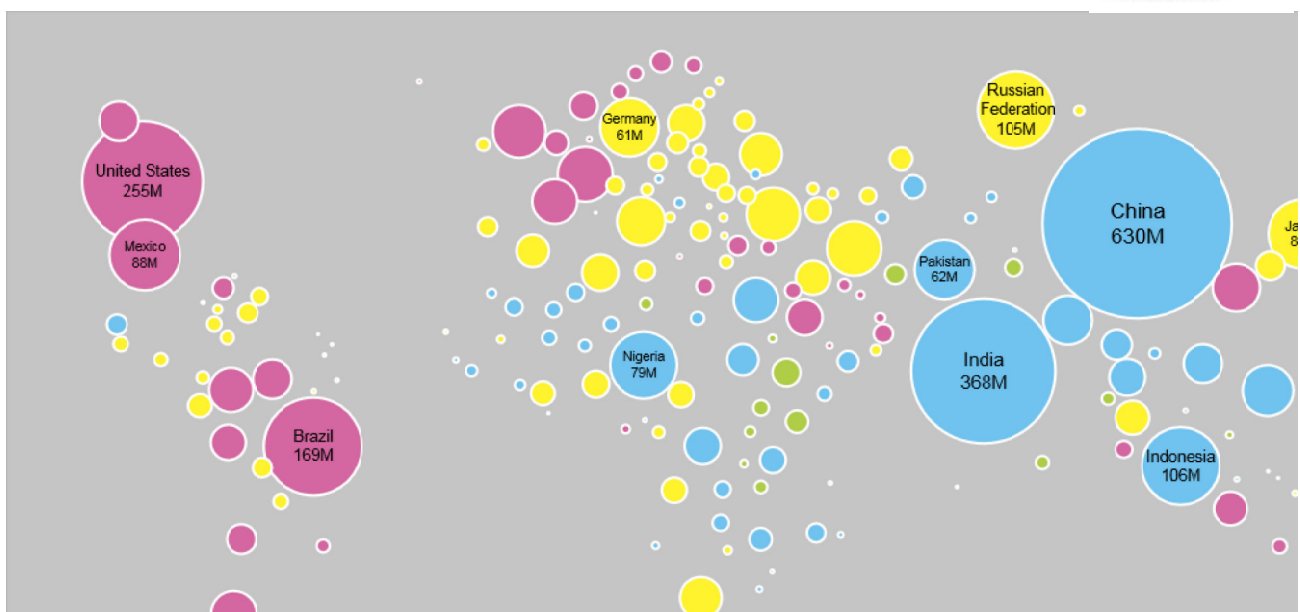 Russian
Federation
105M
Germany
61M
United States
255M
China
630M
Mexico
88M
Pakistan
62M
Nigeria
79M
India
368M
Brazil
169M
Indonesia
106M